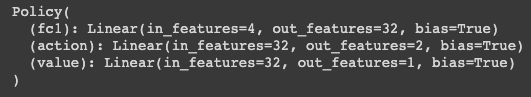 Policy(
  (fc1): Linear(in_features=4, out_features=32, bias=True)
  (action): Linear(in_features=32, out_features=2, bias=True)
  (value): Linear(in_features=32, out_features=1, bias=True)
)